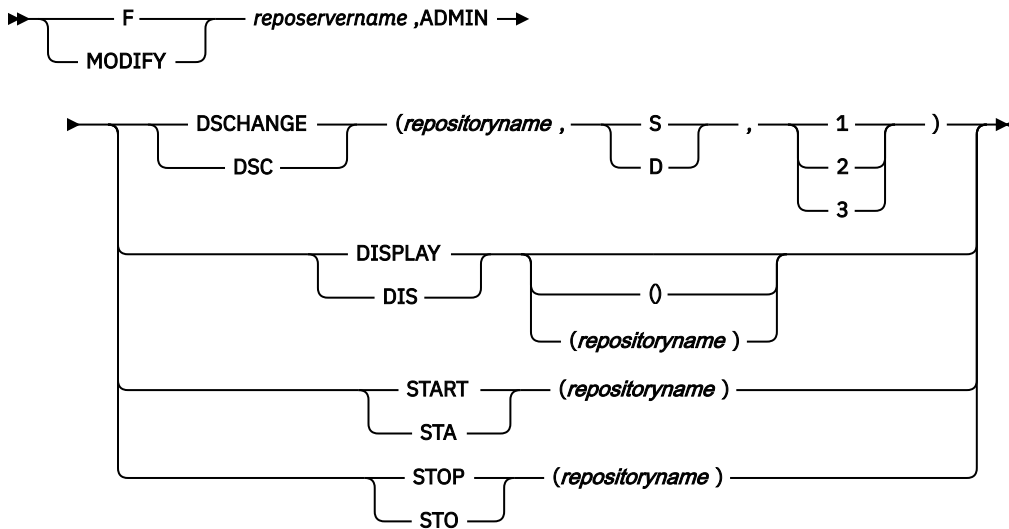 F reposervername ,ADMIN
MODIFY
DSCHANGE (repositoryname , S , 1 )
DSC D 2
3
DISPLAY
DIS ()
(repositoryname )
START (repositoryname )
STA
STOP (repositoryname )
STO